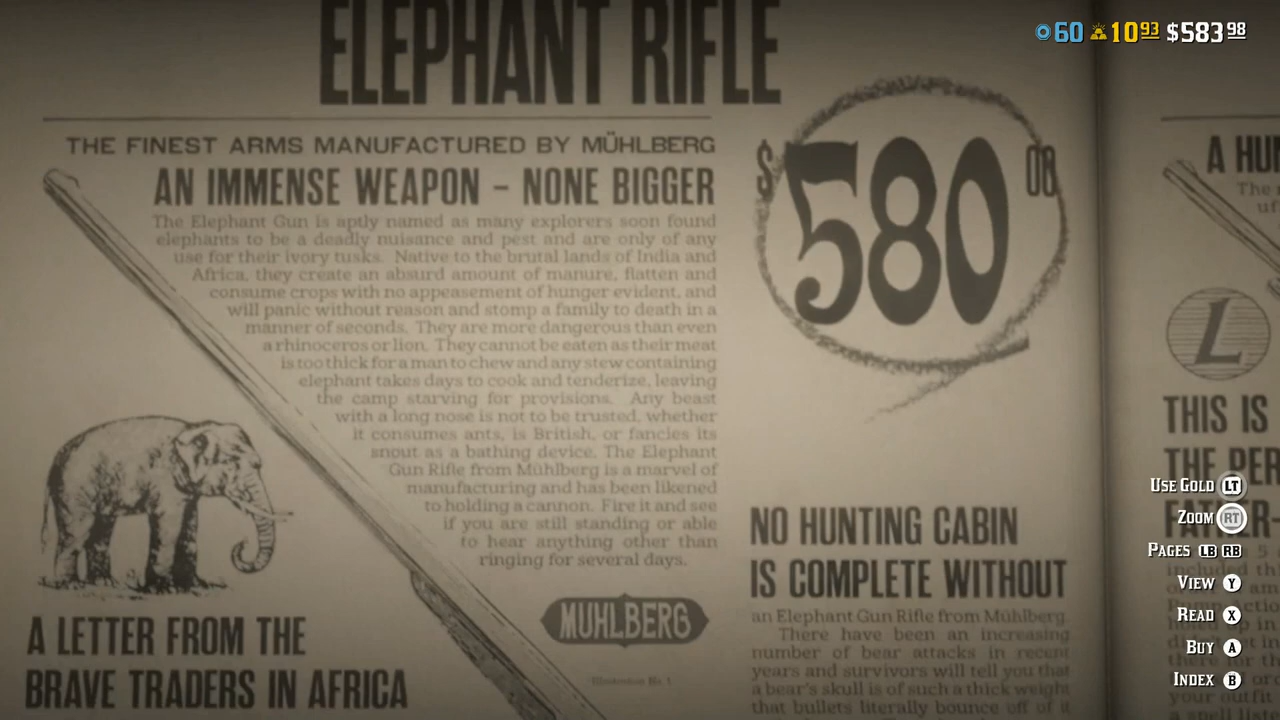 ELEPHANT RIFLE
60 10.93 $583.98
THE FINEST ARMS MANUFACTURED BY MÜHLBERG
AN IMMENSE WEAPON – NONE BIGGER
The Elephant Gun is aptly named as many explorers soon found
elephants to be a deadly nuisance and pest and are only of any
use for their ivory tusks. Native to the brutal lands of India and
Africa, they create an absurd amount of manure, flatten and
consume crops with no appeasement of hunger evident, and
will panic without reason and stomp a family to death in a
manner of seconds. They are more dangerous than even
a rhinoceros or lion. They cannot be eaten as their meat
is too thick for a man to chew and any stew containing
elephant takes days to cook and tenderize, leaving
the camp starving for provisions. Any beast
with a long nose is not to be trusted, whether
it consumes ants, is British, or fancies its
snout as a bathing device. The Elephant
Gun Rifle from Mühlberg is a marvel of
manufacturing and has been likened
to holding a cannon. Fire it and see
if you are still standing or able
to hear anything other than
ringing for several days.
MUHLBERG
A LETTER FROM THE
BRAVE TRADERS IN AFRICA
$580 00
NO HUNTING CABIN
IS COMPLETE WITHOUT
an Elephant Gun Rifle from Mühlberg.
There have been an increasing
number of bear attacks in recent
years and survivors will tell you that
a bear's skull is of such a thick weight
that bullets literally bounce off of it
A HU
The
L
THIS IS
THE PER
USE GOLD LT
ZOOM RT
PAGES LB RB
VIEW Y
READ X
BUY A
INDEX B